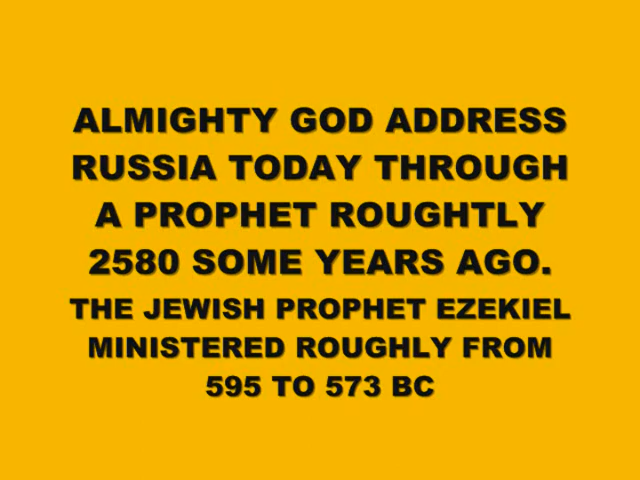 ALMIGHTY GOD ADDRESS
RUSSIA TODAY THROUGH
A PROPHET ROUGHTLY
2580 SOME YEARS AGO.
THE JEWISH PROPHET EZEKIEL
MINISTERED ROUGHLY FROM
595 TO 573 BC